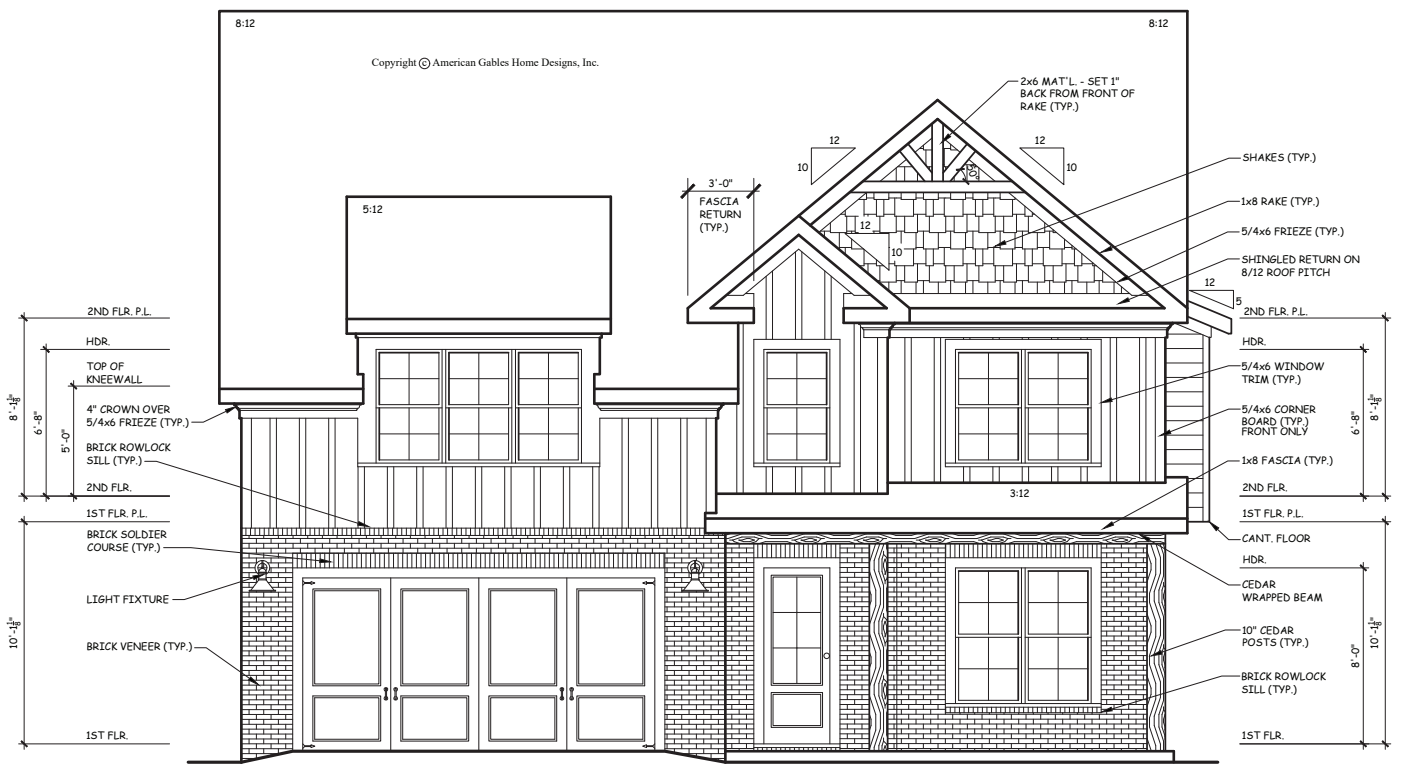 8:12
8:12
Copyright © American Gables Home Designs, Inc.
2x6 MAT'L. - SET 1"
BACK FROM FRONT OF
RAKE (TYP.)
12
10
12
10
50°
3'-0"
FASCIA
RETURN
(TYP.)
12
10
5:12
SHAKES (TYP.)
1x8 RAKE (TYP.)
5/4x6 FRIEZE (TYP.)
SHINGLED RETURN ON
8/12 ROOF PITCH
12
5
2ND FLR. P.L.
HDR.
TOP OF
KNEEWALL
4" CROWN OVER
5/4x6 FRIEZE (TYP.)
BRICK ROWLOCK
SILL (TYP.)
2ND FLR.
8'-1 1/8"
6'-8"
5'-0"
1ST FLR. P.L.
BRICK SOLDIER
COURSE (TYP.)
LIGHT FIXTURE
BRICK VENEER (TYP.)
10'-1 1/8"
1ST FLR.
3:12
2ND FLR. P.L.
HDR.
5/4x6 WINDOW
TRIM (TYP.)
5/4x6 CORNER
BOARD (TYP.)
FRONT ONLY
1x8 FASCIA (TYP.)
2ND FLR.
6'-8"
8'-1 1/8"
1ST FLR. P.L.
CANT. FLOOR
HDR.
CEDAR
WRAPPED BEAM
10" CEDAR
POSTS (TYP.)
BRICK ROWLOCK
SILL (TYP.)
8'-0"
10'-1 1/8"
1ST FLR.